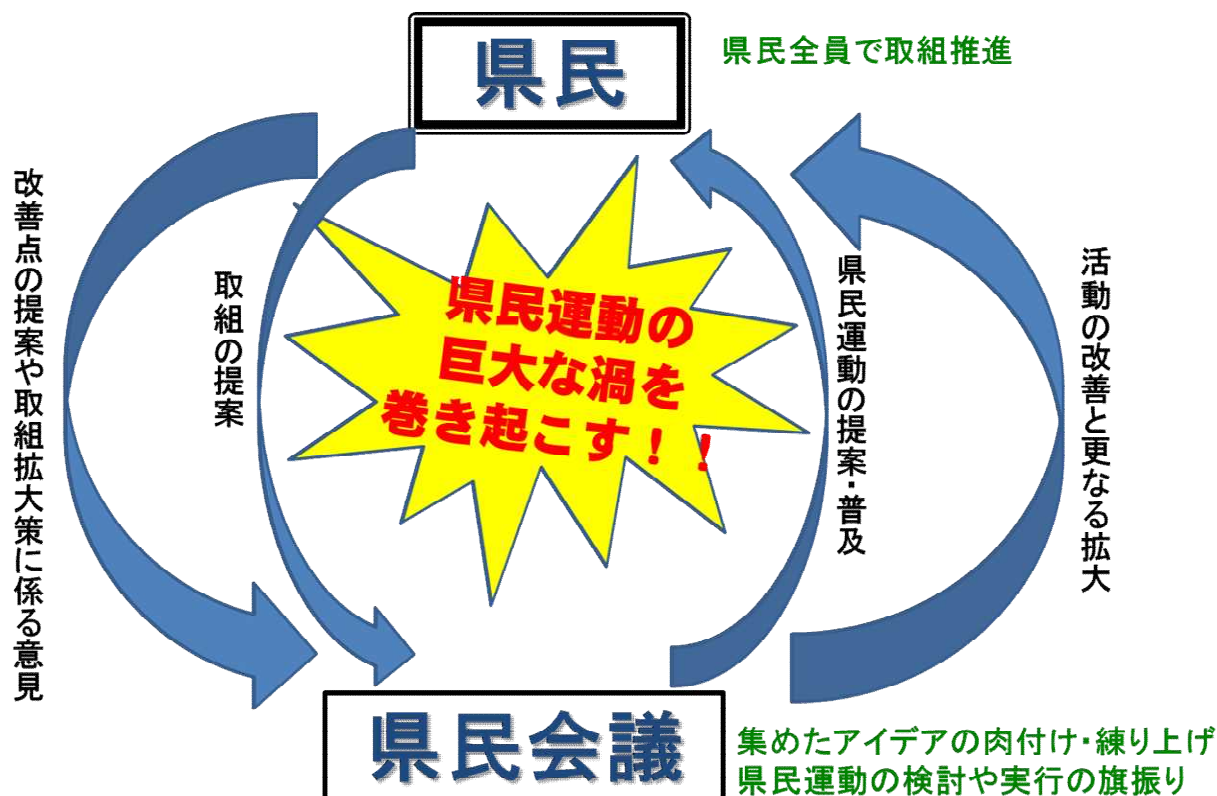 県民
県民全員で取組推進
改善点の提案や取組拡大策に係る意見
取組の提案
県民運動の
巨大な渦を
巻き起こす！！
県民運動の提案・普及
活動の改善と更なる拡大
県民会議
集めたアイデアの肉付け・練り上げ
県民運動の検討や実行の旗振り